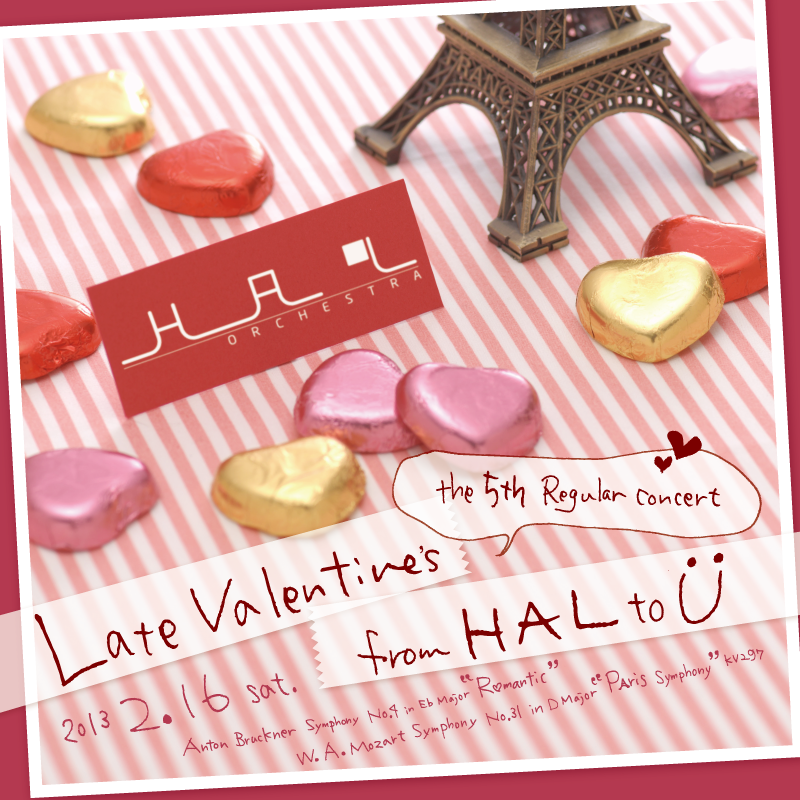 FRANCE
HAL
ORCHESTRA
the 5th Regular concert
Late Valentine's
from HAL to Ü
2013 2.16 sat.
Anton Bruckner Symphony No.4 in Eb Major "Romantic"
W. A. Mozart Symphony No.31 in D Major "PARis Symphony" KV297